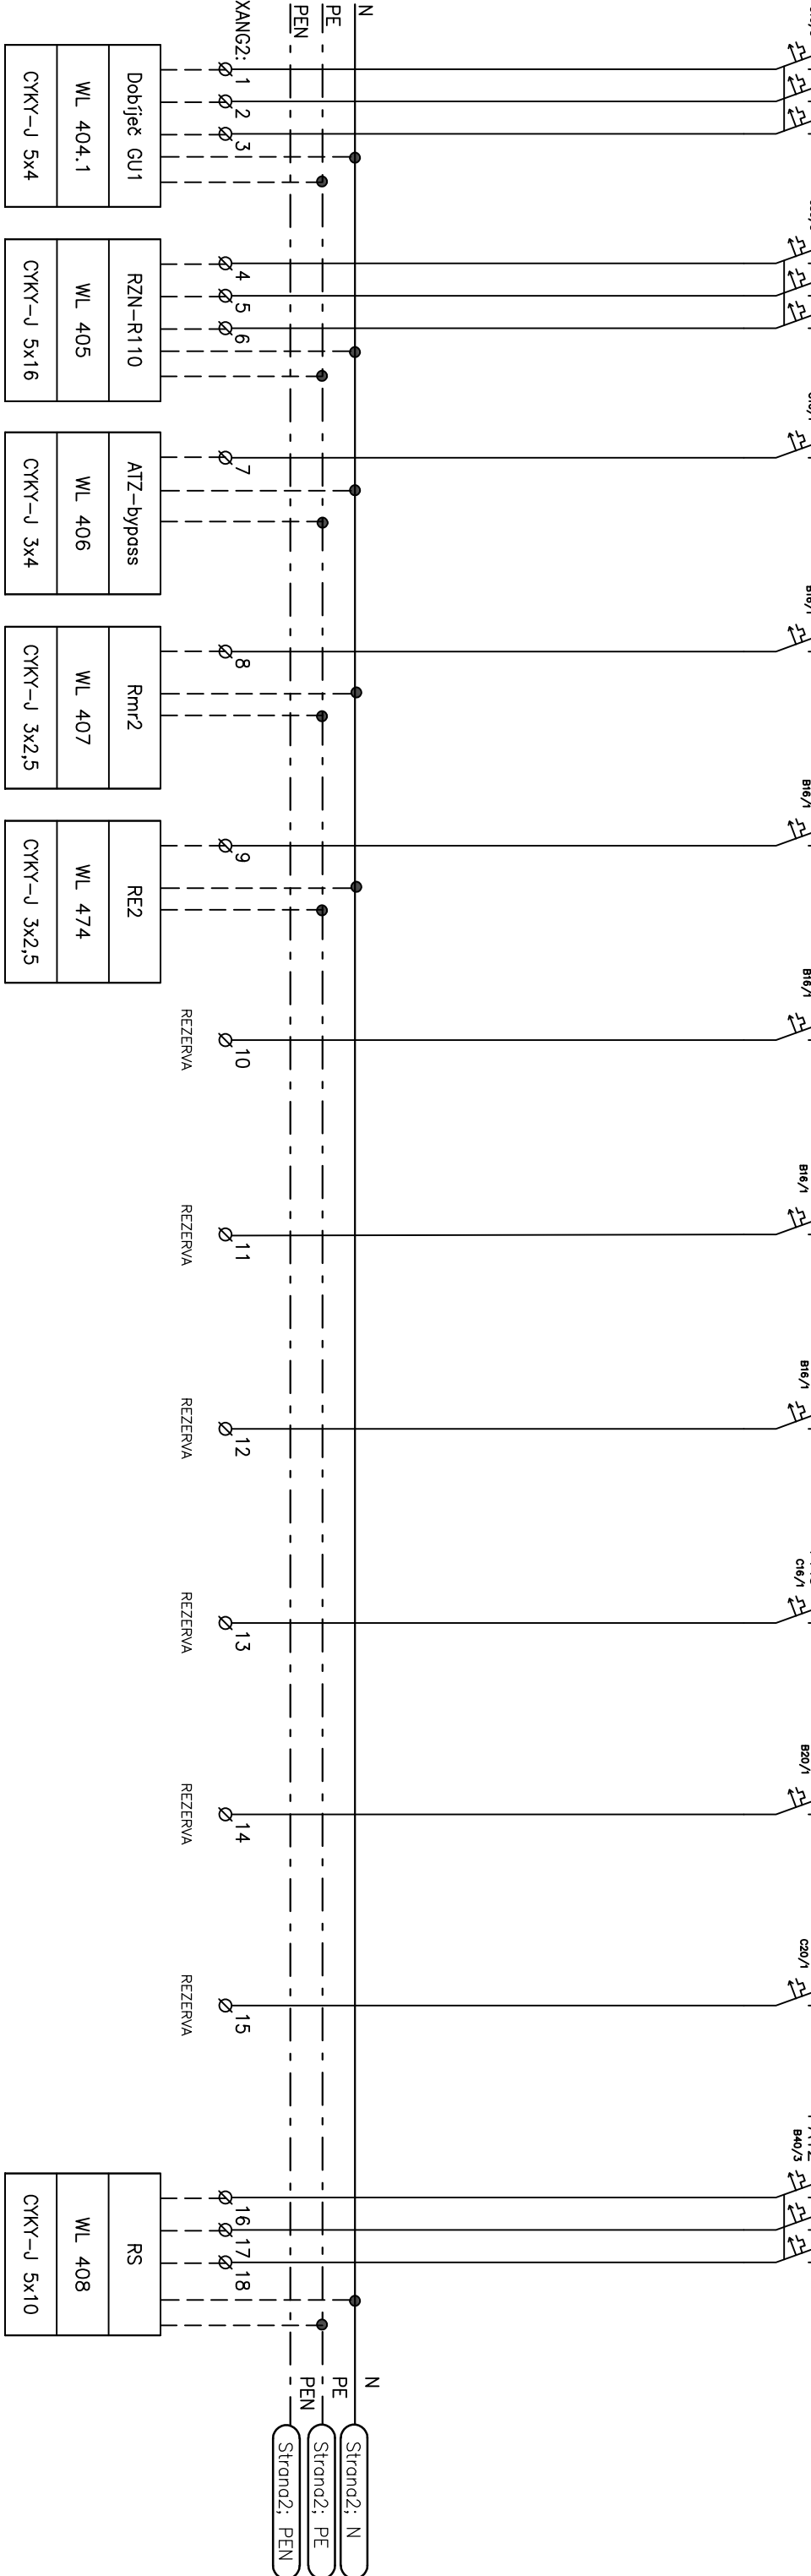 B16/1
B16/1
B16/1
B16/1
B16/1
C16/1
B20/1
C20/1
B40/3
N
PE
PEN
XANG2:
1
2
3
4
5
6
7
8
9
10
11
12
13
14
15
16
17
18
N
PE
PEN
Strana2; N
Strana2; PE
Strana2; PEN
REZERVA
REZERVA
REZERVA
REZERVA
REZERVA
REZERVA
Dobíječ GU1
WL 404.1
CYKY-J 5x4
RZN-R110
WL 405
CYKY-J 5x16
ATZ-bypass
WL 406
CYKY-J 3x4
Rmr2
WL 407
CYKY-J 3x2,5
RE2
WL 474
CYKY-J 3x2,5
RS
WL 408
CYKY-J 5x10